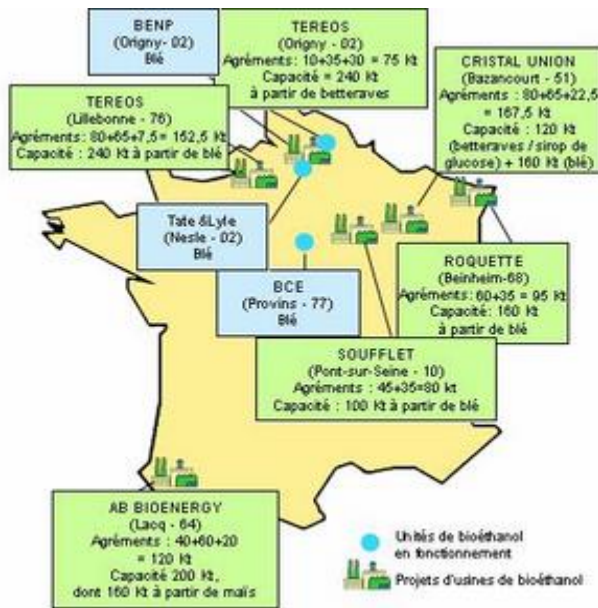 BENP
(Origny - 02)
Blé
TEREOS
(Origny - 02)
Agréments : 10+35+30 = 75 Kt
Capacité = 240 Kt
à partir de betteraves
CRISTAL UNION
(Bazancourt - 51)
Agréments : 80+65+22,5
= 167,5 Kt
Capacité : 120 Kt
(betteraves / sirop de
glucose) + 160 Kt (blé)
TEREOS
(Lillebonne - 76)
Agréments : 80+65+7,5 = 152,5 Kt
Capacité : 240 Kt à partir de blé
Tate &Lyle
(Nesle - 02)
Blé
BCE
(Provins - 77)
Blé
ROQUETTE
(Beinheim-68)
Agréments : 60+35 = 95 Kt
Capacité: 160 Kt
à partir de blé
SOUFFLET
(Pont-sur-Seine - 10)
Agréments : 45+35=80 kt
Capacité : 100 Kt à partir de blé
AB BIOENERGY
(Lacq - 64)
Agréments : 40+60+20
= 120 Kt
Capacité 200 Kt,
dont 160 Kt à partir de maïs
Unités de bioéthanol
en fonctionnement
Projets d'usines de bioéthanol